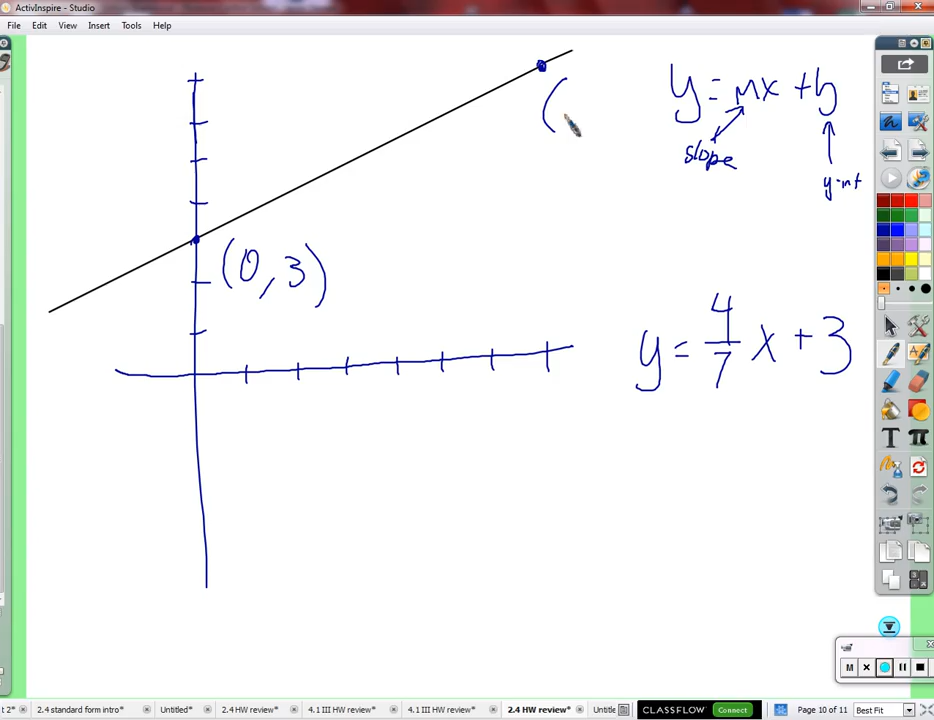 ActivInspire - Studio
File Edit View Insert Tools Help
(
y = mx + b
slope
y-int
(0, 3)
y = 4/7 x + 3
M
t 2* 2.4 standard form intro* Untitled* 2.4 HW review* 4.1 III HW review* 4.1 III HW review* 2.4 HW review* Untitle CLASSFLOW Connect Page 10 of 11 Best Fit